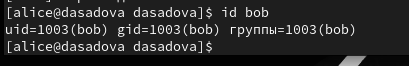 [alice@dasadova dasadova]$ id bob
uid=1003(bob) gid=1003(bob) группы=1003(bob)
[alice@dasadova dasadova]$